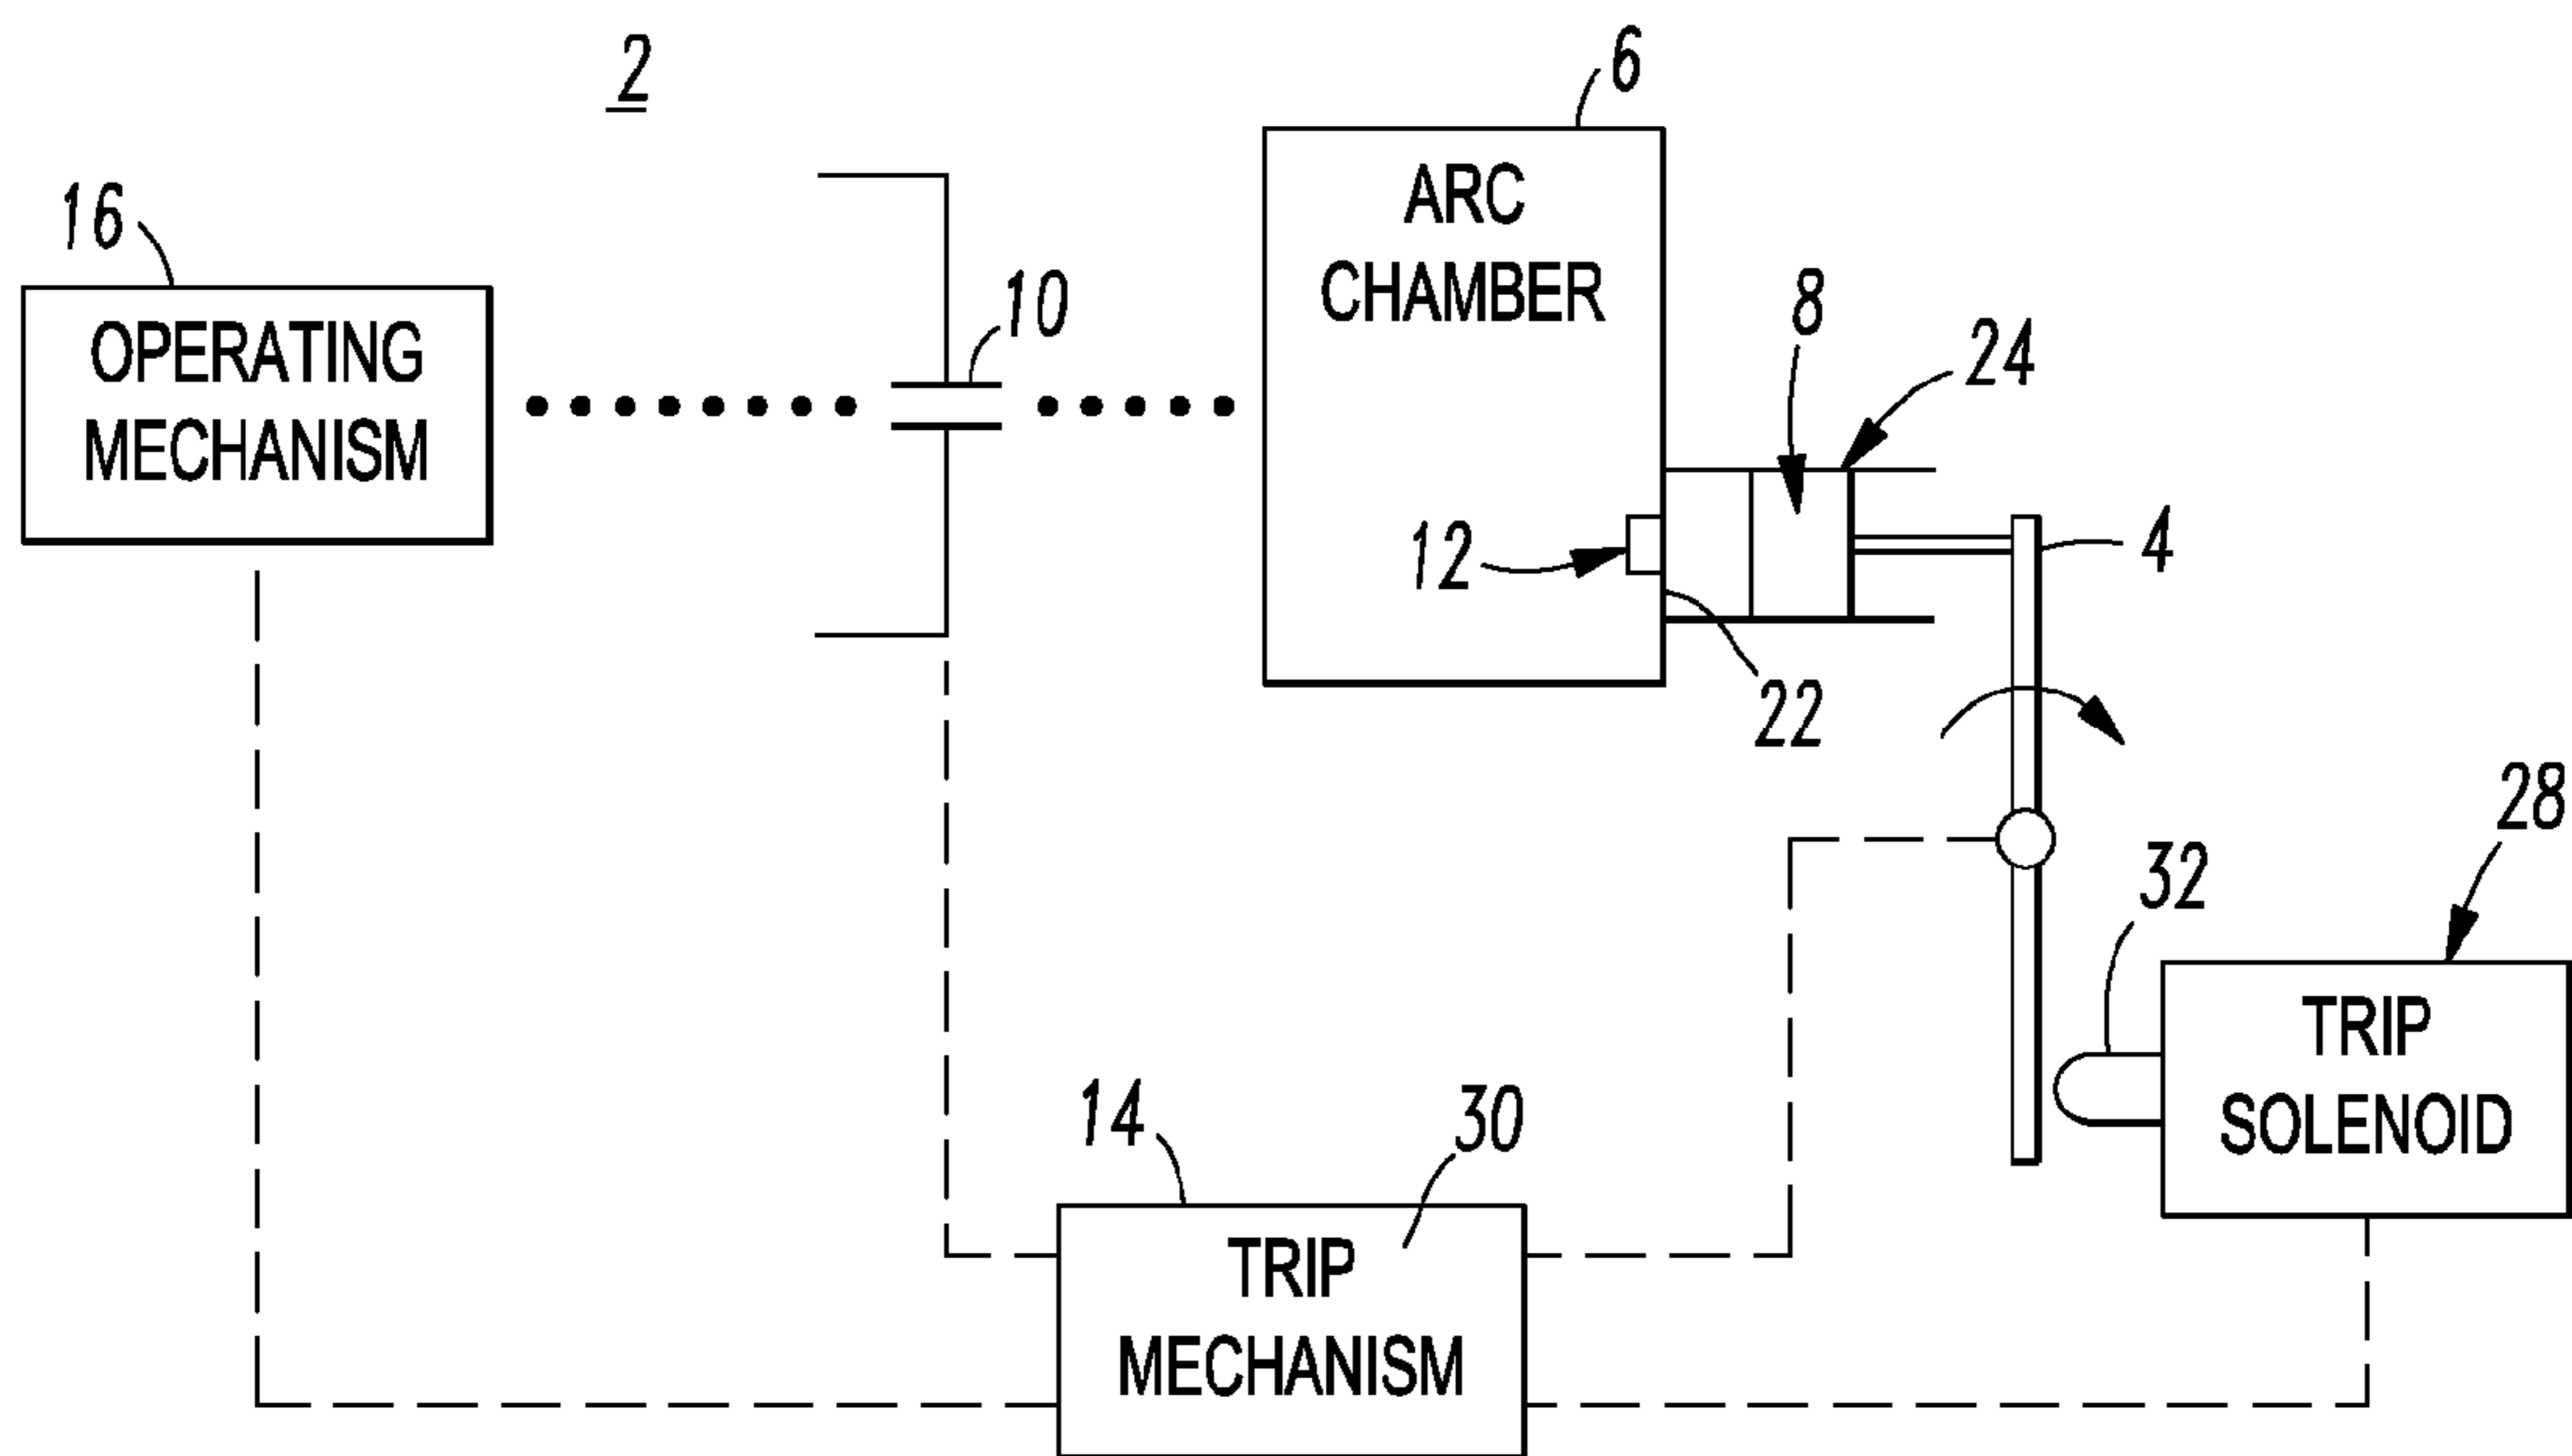 2
6
16
ARC
CHAMBER
OPERATING
MECHANISM
10
8
24
12
4
22
28
32
14
30
TRIP
SOLENOID
TRIP
MECHANISM